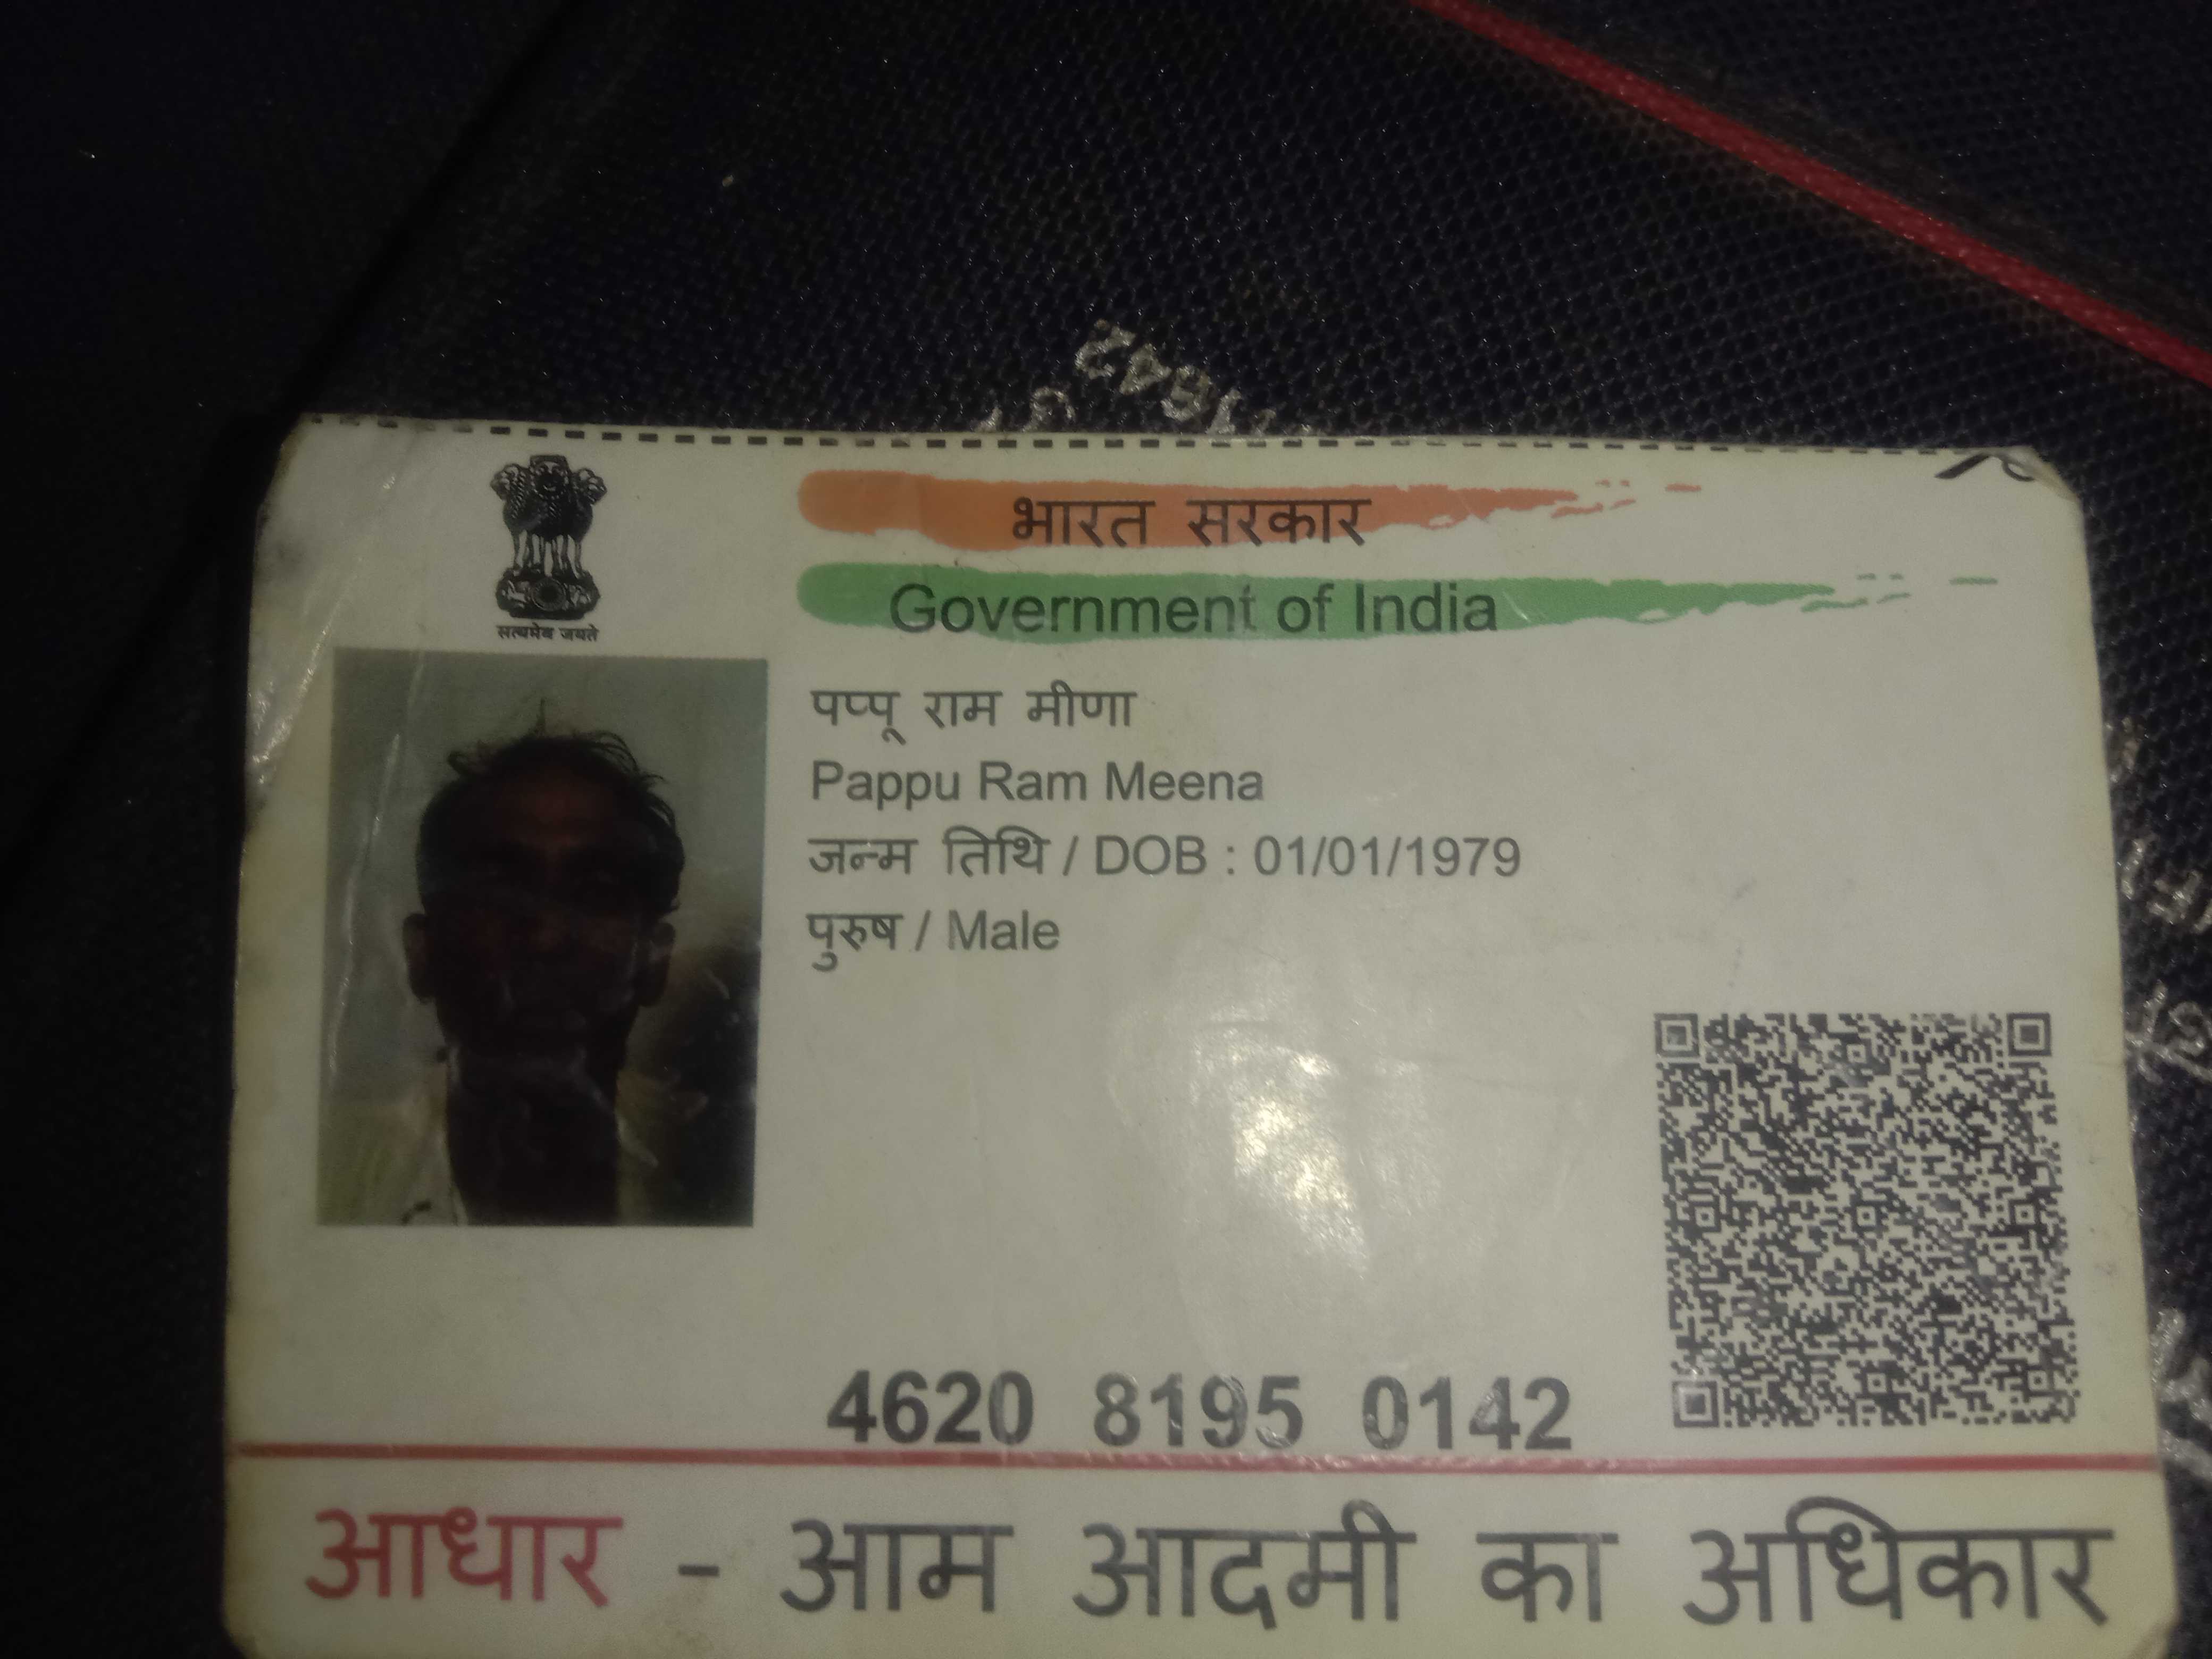 भारत सरकार
Government of India
सत्यमेव जयते
पप्पू राम मीणा
Pappu Ram Meena
जन्म तिथि / DOB : 01/01/1979
पुरुष / Male
4620 8195 0142
आधार - आम आदमी का अधिकार